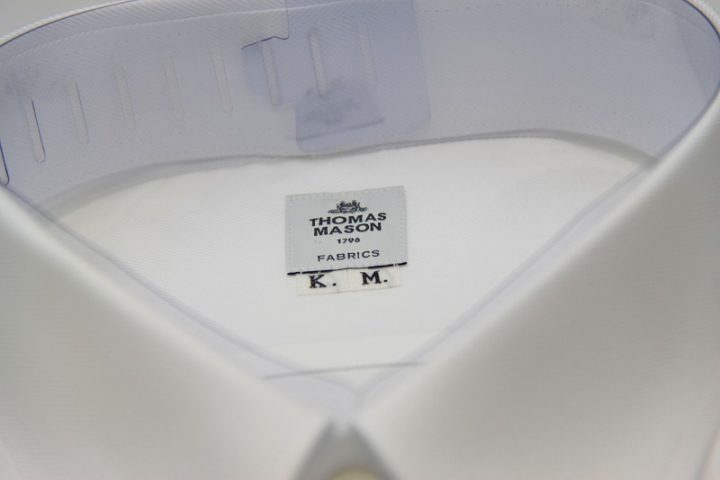 THOMAS
MASON
1796
FABRICS
K. M.